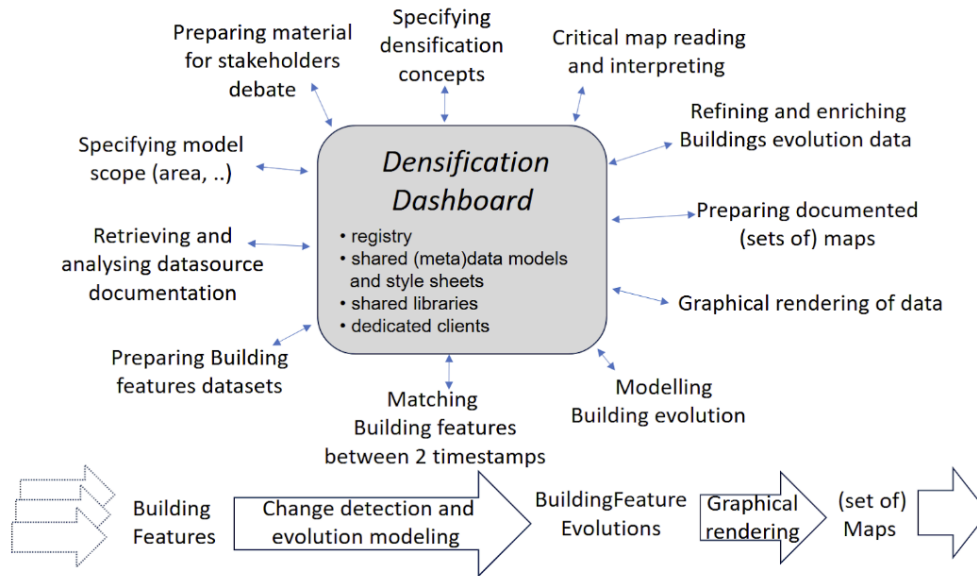 Preparing material
for stakeholders
debate
Specifying
densification
concepts
Critical map reading
and interpreting
Refining and enriching
Buildings evolution data
Specifying model
scope (area, ..)
Densification
Dashboard
• registry
• shared (meta)data models
and style sheets
• shared libraries
• dedicated clients
Preparing documented
(sets of) maps
Retrieving and
analysing datasource
documentation
Graphical rendering of data
Preparing Building
features datasets
Matching
Building features
between 2 timestamps
Modelling
Building evolution
Building
Features
Change detection and
evolution modeling
BuildingFeature
Evolutions
Graphical
rendering
(set of)
Maps